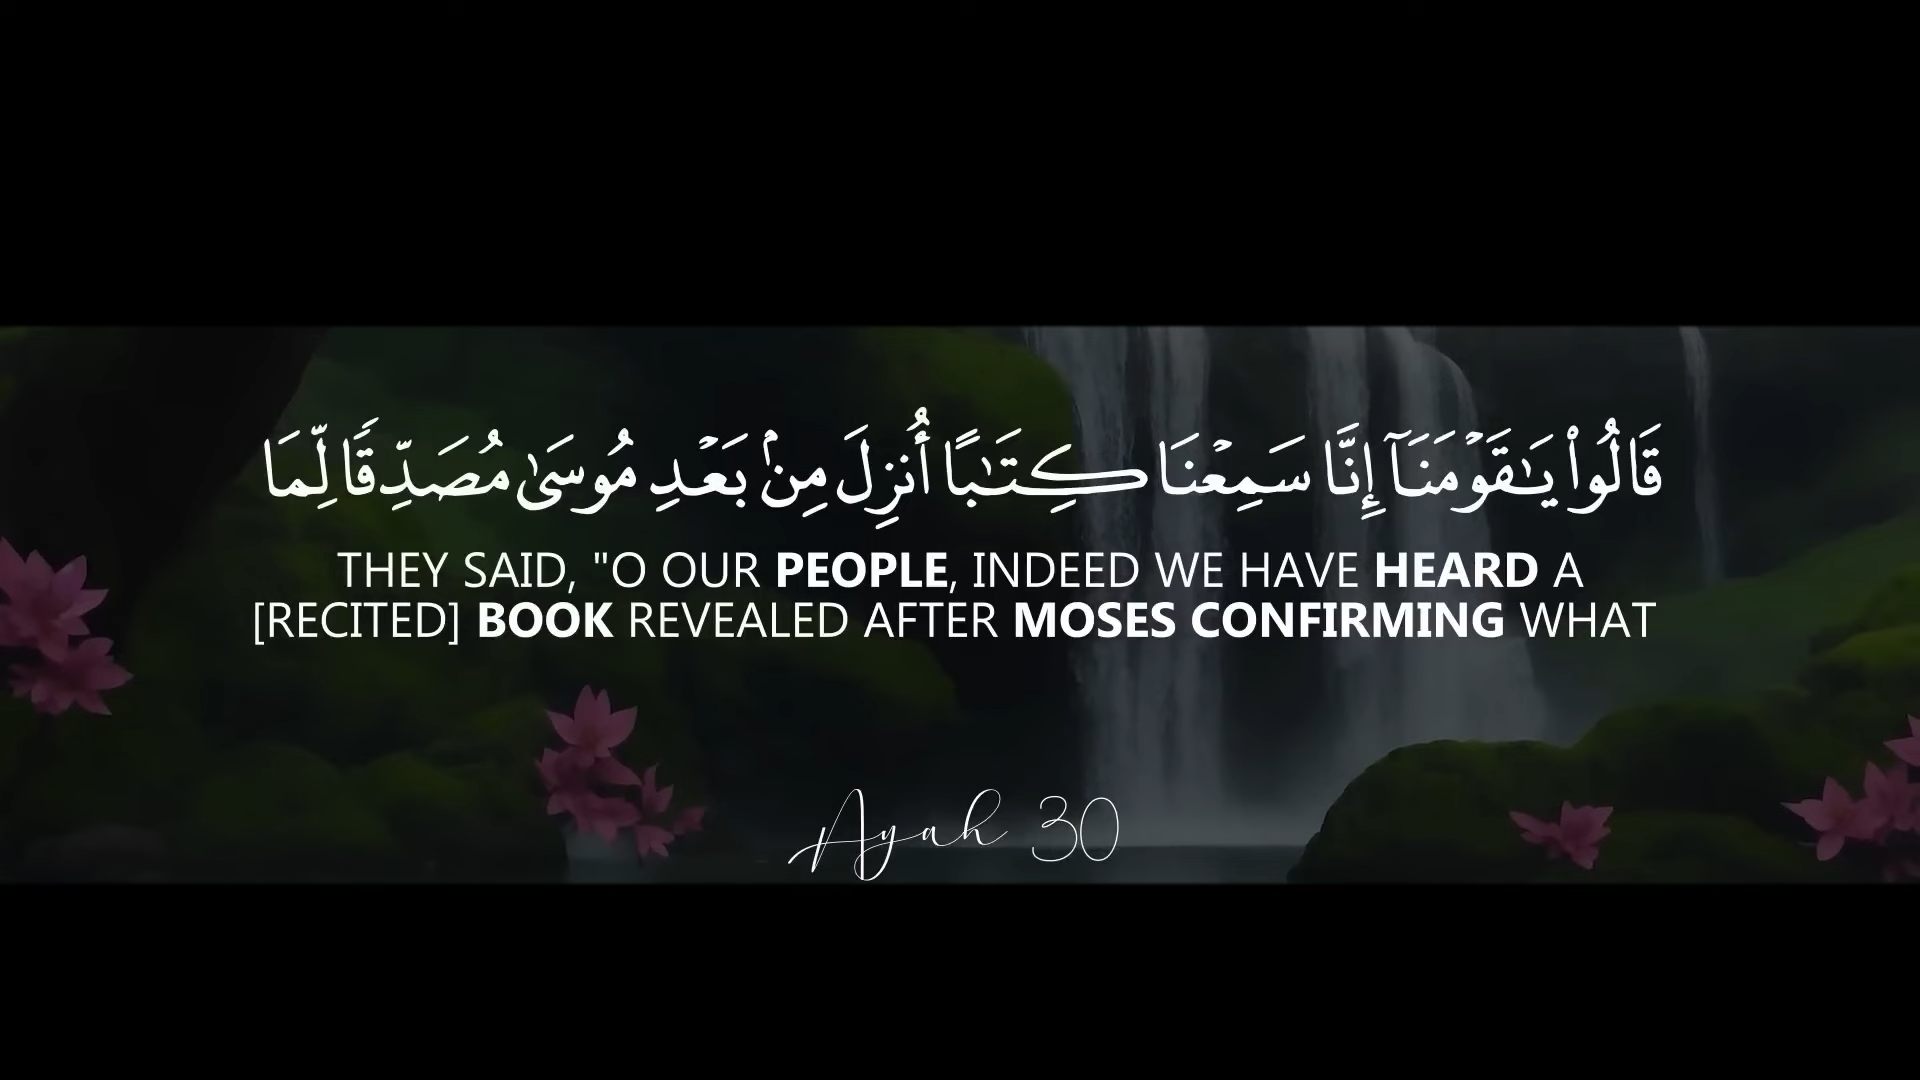 قَالُوا۟ يَـٰقَوْمَنَآ إِنَّا سَمِعْنَا كِتَـٰبًا أُنزِلَ مِنۢ بَعْدِ مُوسَىٰ مُصَدِّقًا لِّمَا
THEY SAID, "O OUR PEOPLE, INDEED WE HAVE HEARD A
[RECITED] BOOK REVEALED AFTER MOSES CONFIRMING WHAT
Ayah 30